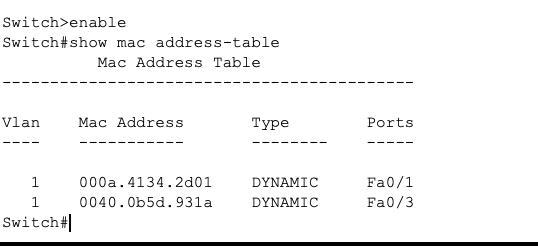 Switch>enable
Switch#show mac address-table
Mac Address Table
-------------------------------------------
Vlan    Mac Address       Type        Ports
----    -----------       --------    -----
1    000a.4134.2d01    DYNAMIC     Fa0/1
1    0040.0b5d.931a    DYNAMIC     Fa0/3
Switch#